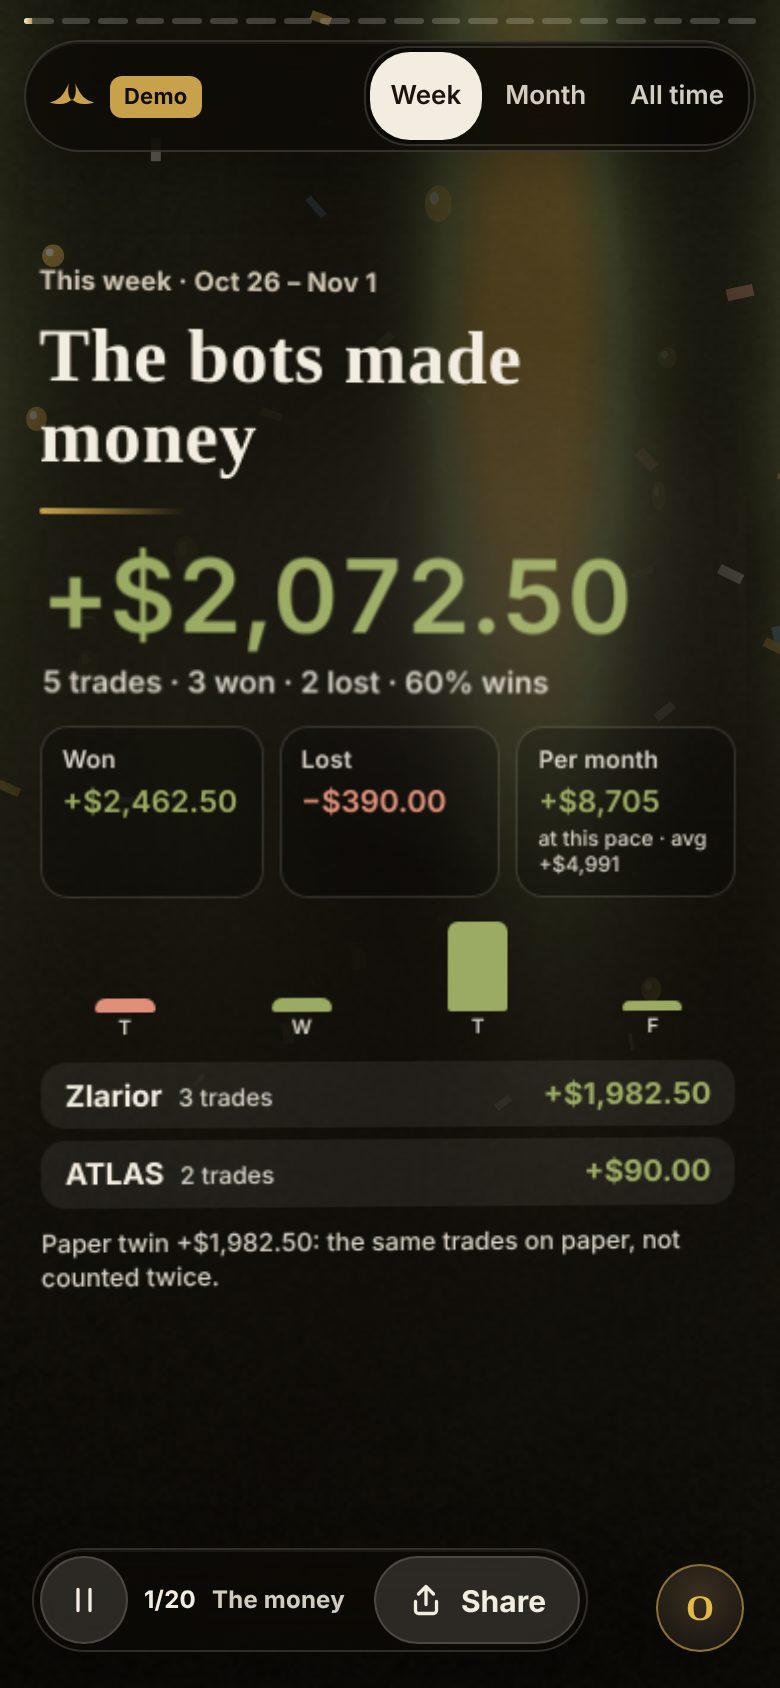 Demo
Week Month All time
This week · Oct 26 – Nov 1
The bots made
money
+$2,072.50
5 trades · 3 won · 2 lost · 60% wins
Won
+$2,462.50
Lost
−$390.00
Per month
+$8,705
at this pace · avg
+$4,991
T W T F
Zlarior 3 trades +$1,982.50
ATLAS 2 trades +$90.00
Paper twin +$1,982.50: the same trades on paper, not
counted twice.
1/20 The money Share
O